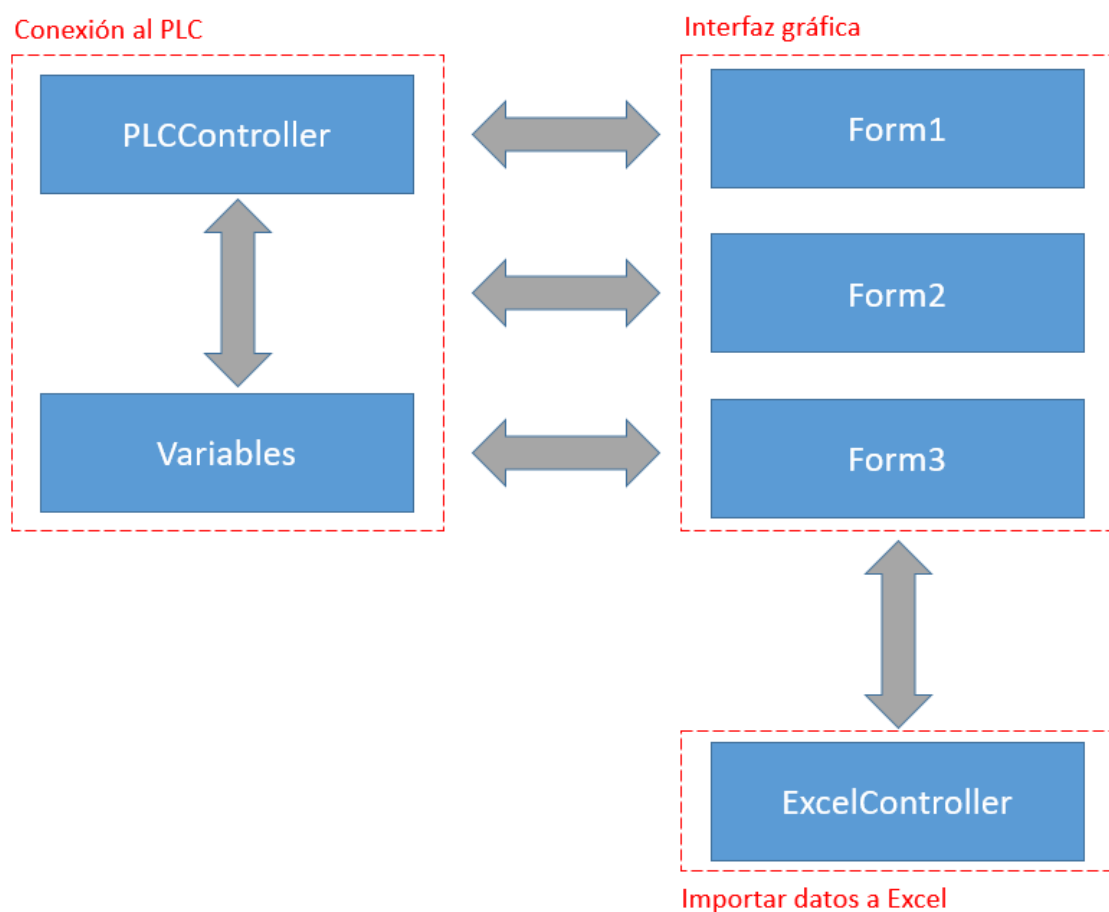 Conexión al PLC
Interfaz gráfica
PLCController
Form1
Form2
Variables
Form3
ExcelController
Importar datos a Excel